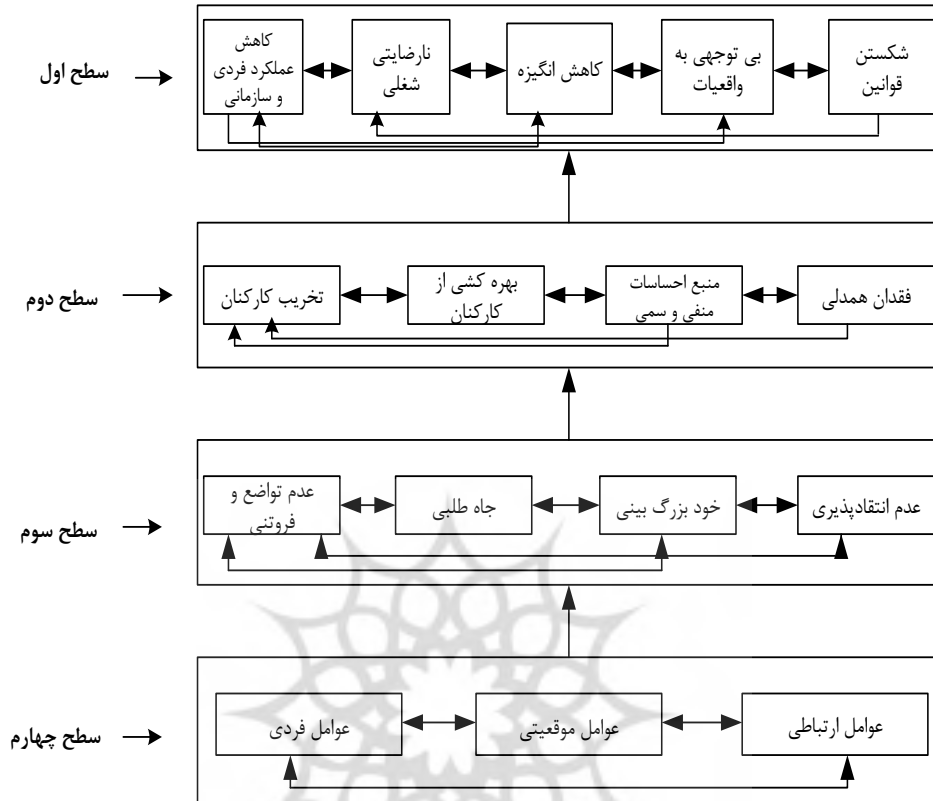 سطح اول
شکستن
قوانین
بی توجهی به
واقعیات
کاهش انگیزه
نارضایتی
شغلی
کاهش
عملکرد فردی
و سازمانی
سطح دوم
فقدان همدلی
منبع احساسات
منفی و سمی
بهره کشی از
کارکنان
تخریب کارکنان
سطح سوم
عدم انتقادپذیری
خود بزرگ بینی
جاه طلبی
عدم تواضع و
فروتنی
سطح چهارم
عوامل ارتباطی
عوامل موقعیتی
عوامل فردی